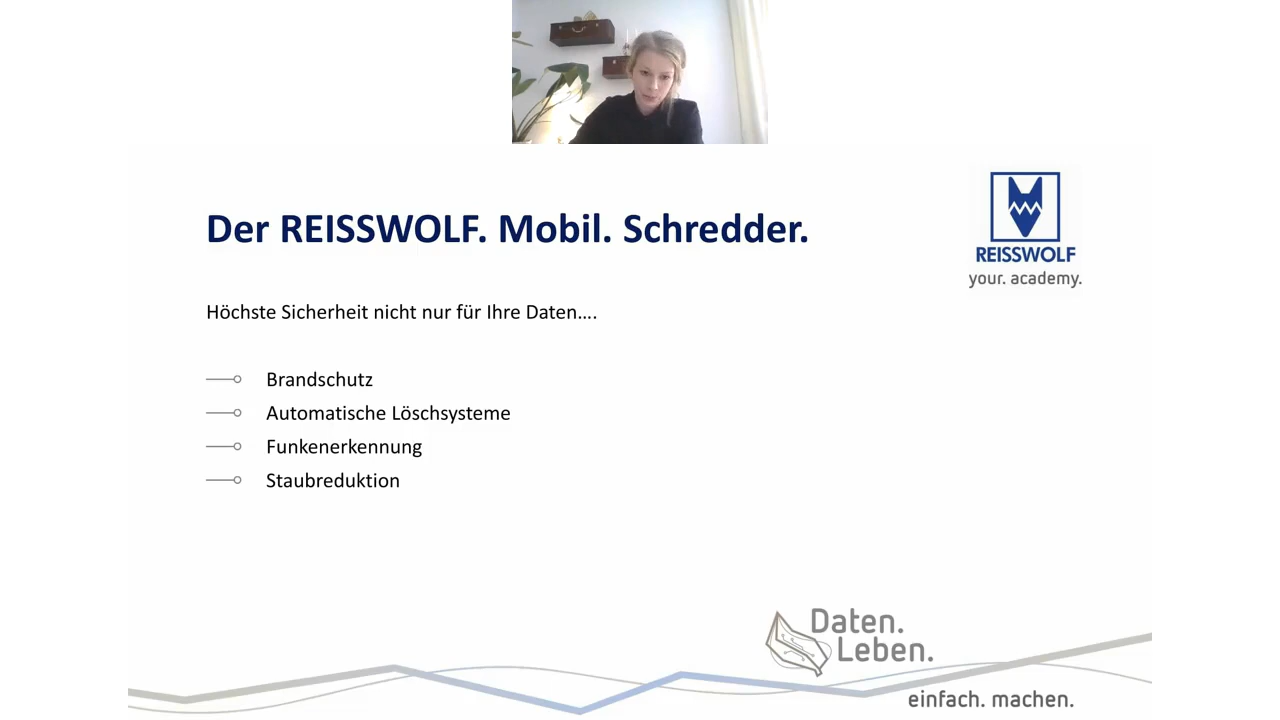 Der REISSWOLF. Mobil. Schredder.
REISSWOLF
your. academy.
Höchste Sicherheit nicht nur für Ihre Daten....
Brandschutz
Automatische Löschsysteme
Funkenerkennung
Staubreduktion
Daten.
Leben.
einfach. machen.